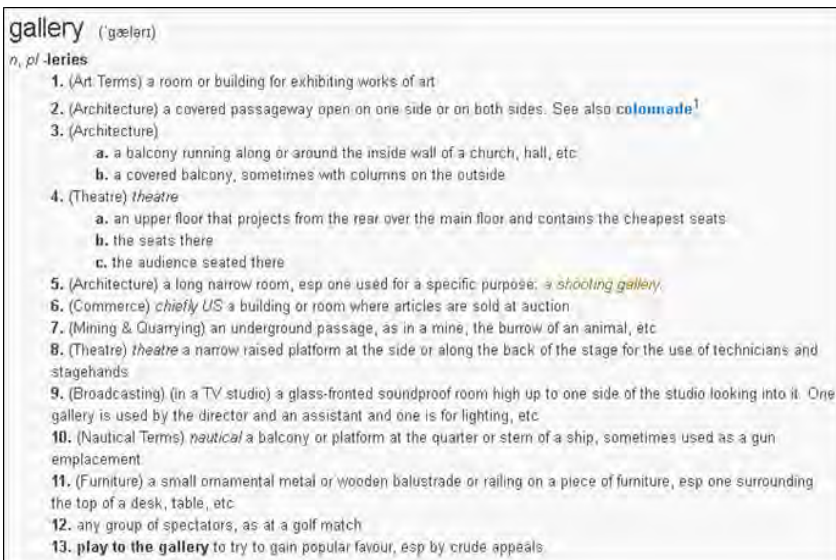 gallery (ˈgælərɪ)
n, pl -leries
1. (Art Terms) a room or building for exhibiting works of art
2. (Architecture) a covered passageway open on one side or on both sides. See also colonnade1
3. (Architecture)
a. a balcony running along or around the inside wall of a church, hall, etc
b. a covered balcony, sometimes with columns on the outside
4. (Theatre) theatre
a. an upper floor that projects from the rear over the main floor and contains the cheapest seats
b. the seats there
c. the audience seated there
5. (Architecture) a long narrow room, esp one used for a specific purpose: a shooting gallery.
6. (Commerce) chiefly US a building or room where articles are sold at auction
7. (Mining & Quarrying) an underground passage, as in a mine, the burrow of an animal, etc
8. (Theatre) theatre a narrow raised platform at the side or along the back of the stage for the use of technicians and
stagehands
9. (Broadcasting) (in a TV studio) a glass-fronted soundproof room high up to one side of the studio looking into it. One
gallery is used by the director and an assistant and one is for lighting, etc
10. (Nautical Terms) nautical a balcony or platform at the quarter or stern of a ship, sometimes used as a gun
emplacement
11. (Furniture) a small ornamental metal or wooden balustrade or railing on a piece of furniture, esp one surrounding
the top of a desk, table, etc
12. any group of spectators, as at a golf match
13. play to the gallery to try to gain popular favour, esp by crude appeals